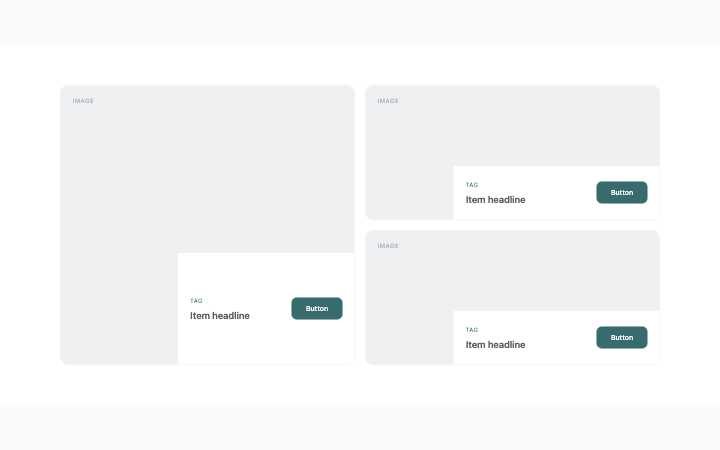 IMAGE
TAG
Item headline
Button
IMAGE
TAG
Item headline
Button
IMAGE
TAG
Item headline
Button